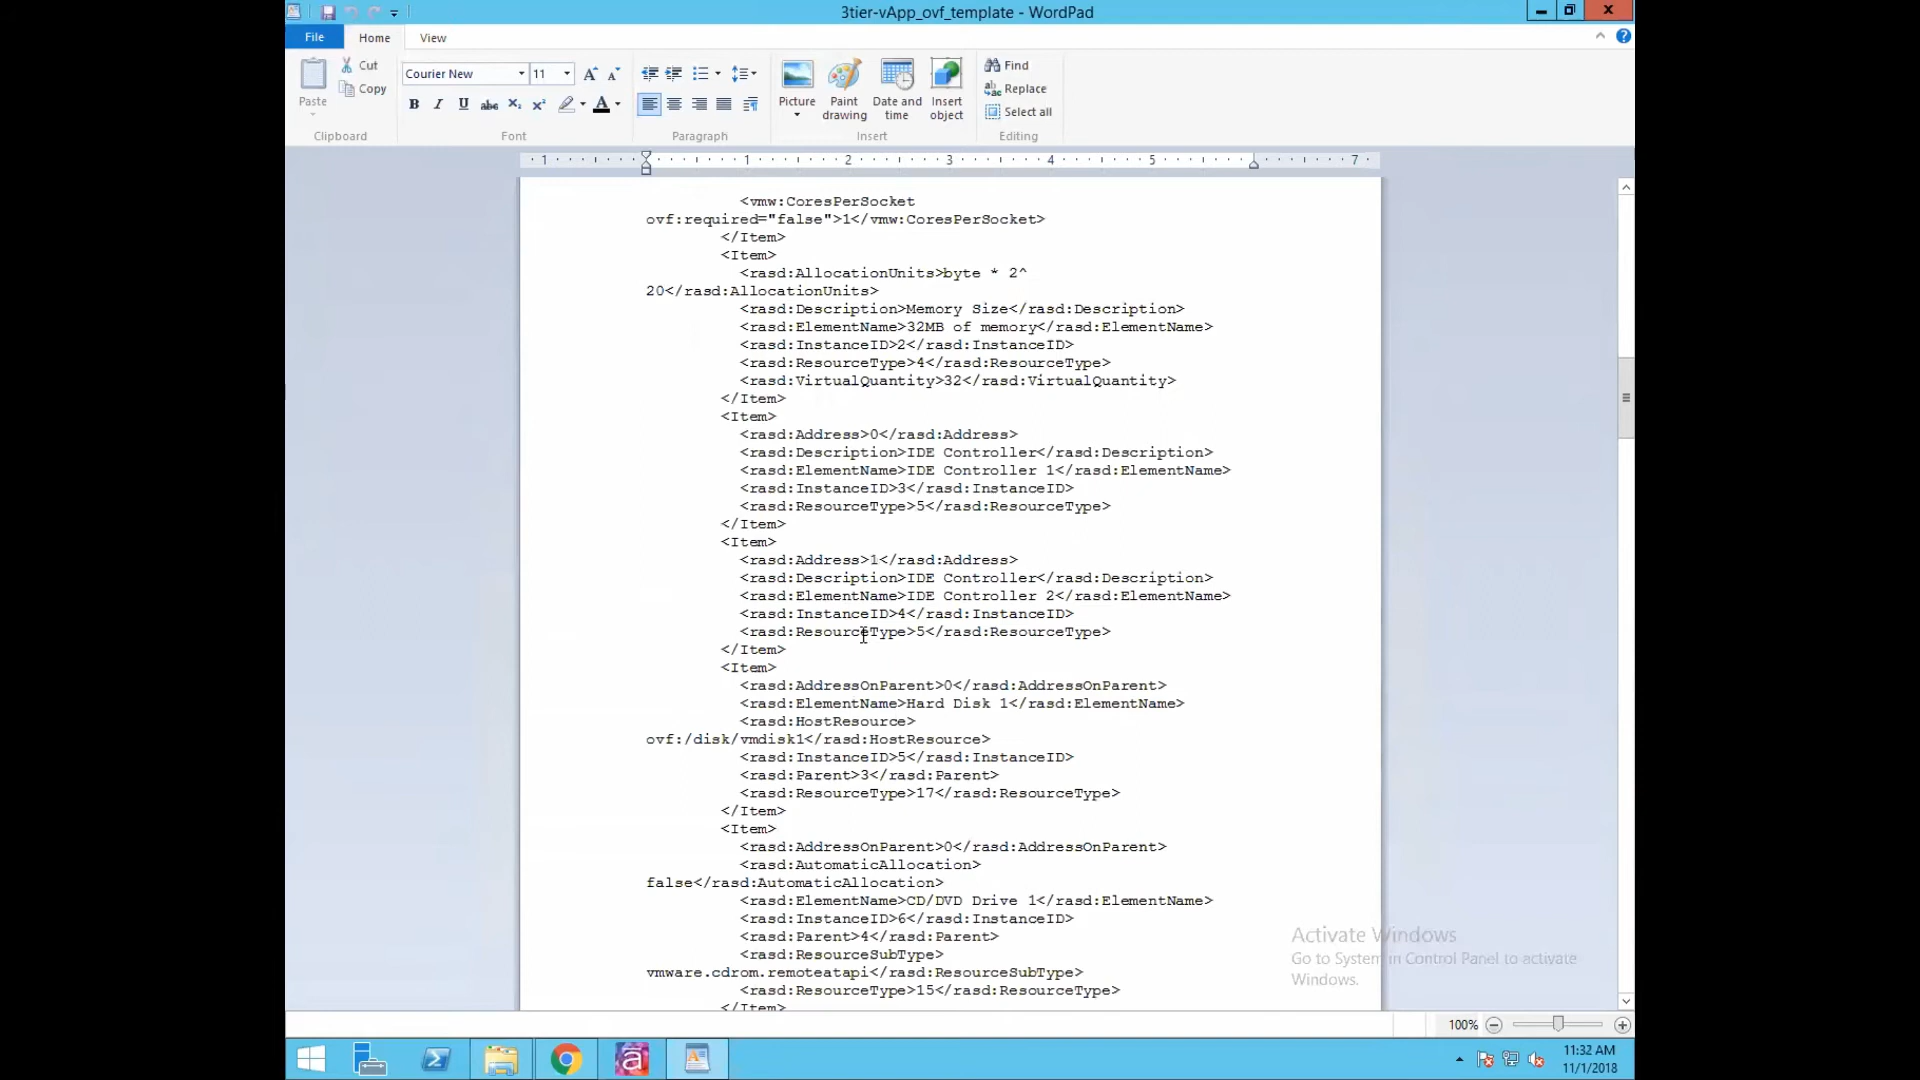 3tier-vApp_ovf_template - WordPad
File
Home
View
Paste
Cut
Copy
Clipboard
Courier New
11
Font
Paragraph
Picture
Paint drawing
Date and time
Insert object
Insert
Find
Replace
Select all
Editing
1 1 2 3 4 5 7
<vmw:CoresPerSocket
ovf:required="false">1</vmw:CoresPerSocket>
</Item>
<Item>
<rasd:AllocationUnits>byte * 2^
20</rasd:AllocationUnits>
<rasd:Description>Memory Size</rasd:Description>
<rasd:ElementName>32MB of memory</rasd:ElementName>
<rasd:InstanceID>2</rasd:InstanceID>
<rasd:ResourceType>4</rasd:ResourceType>
<rasd:VirtualQuantity>32</rasd:VirtualQuantity>
</Item>
<Item>
<rasd:Address>0</rasd:Address>
<rasd:Description>IDE Controller</rasd:Description>
<rasd:ElementName>IDE Controller 1</rasd:ElementName>
<rasd:InstanceID>3</rasd:InstanceID>
<rasd:ResourceType>5</rasd:ResourceType>
</Item>
<Item>
<rasd:Address>1</rasd:Address>
<rasd:Description>IDE Controller</rasd:Description>
<rasd:ElementName>IDE Controller 2</rasd:ElementName>
<rasd:InstanceID>4</rasd:InstanceID>
<rasd:ResourceType>5</rasd:ResourceType>
</Item>
<Item>
<rasd:AddressOnParent>0</rasd:AddressOnParent>
<rasd:ElementName>Hard Disk 1</rasd:ElementName>
<rasd:HostResource>
ovf:/disk/vmdisk1</rasd:HostResource>
<rasd:InstanceID>5</rasd:InstanceID>
<rasd:Parent>3</rasd:Parent>
<rasd:ResourceType>17</rasd:ResourceType>
</Item>
<Item>
<rasd:AddressOnParent>0</rasd:AddressOnParent>
<rasd:AutomaticAllocation>
false</rasd:AutomaticAllocation>
<rasd:ElementName>CD/DVD Drive 1</rasd:ElementName>
<rasd:InstanceID>6</rasd:InstanceID>
<rasd:Parent>4</rasd:Parent>
<rasd:ResourceSubType>
vmware.cdrom.remoteatapi</rasd:ResourceSubType>
<rasd:ResourceType>15</rasd:ResourceType>
</Item>
Activate Windows
Go to System in Control Panel to activate
Windows.
100%
11:32 AM
11/1/2018